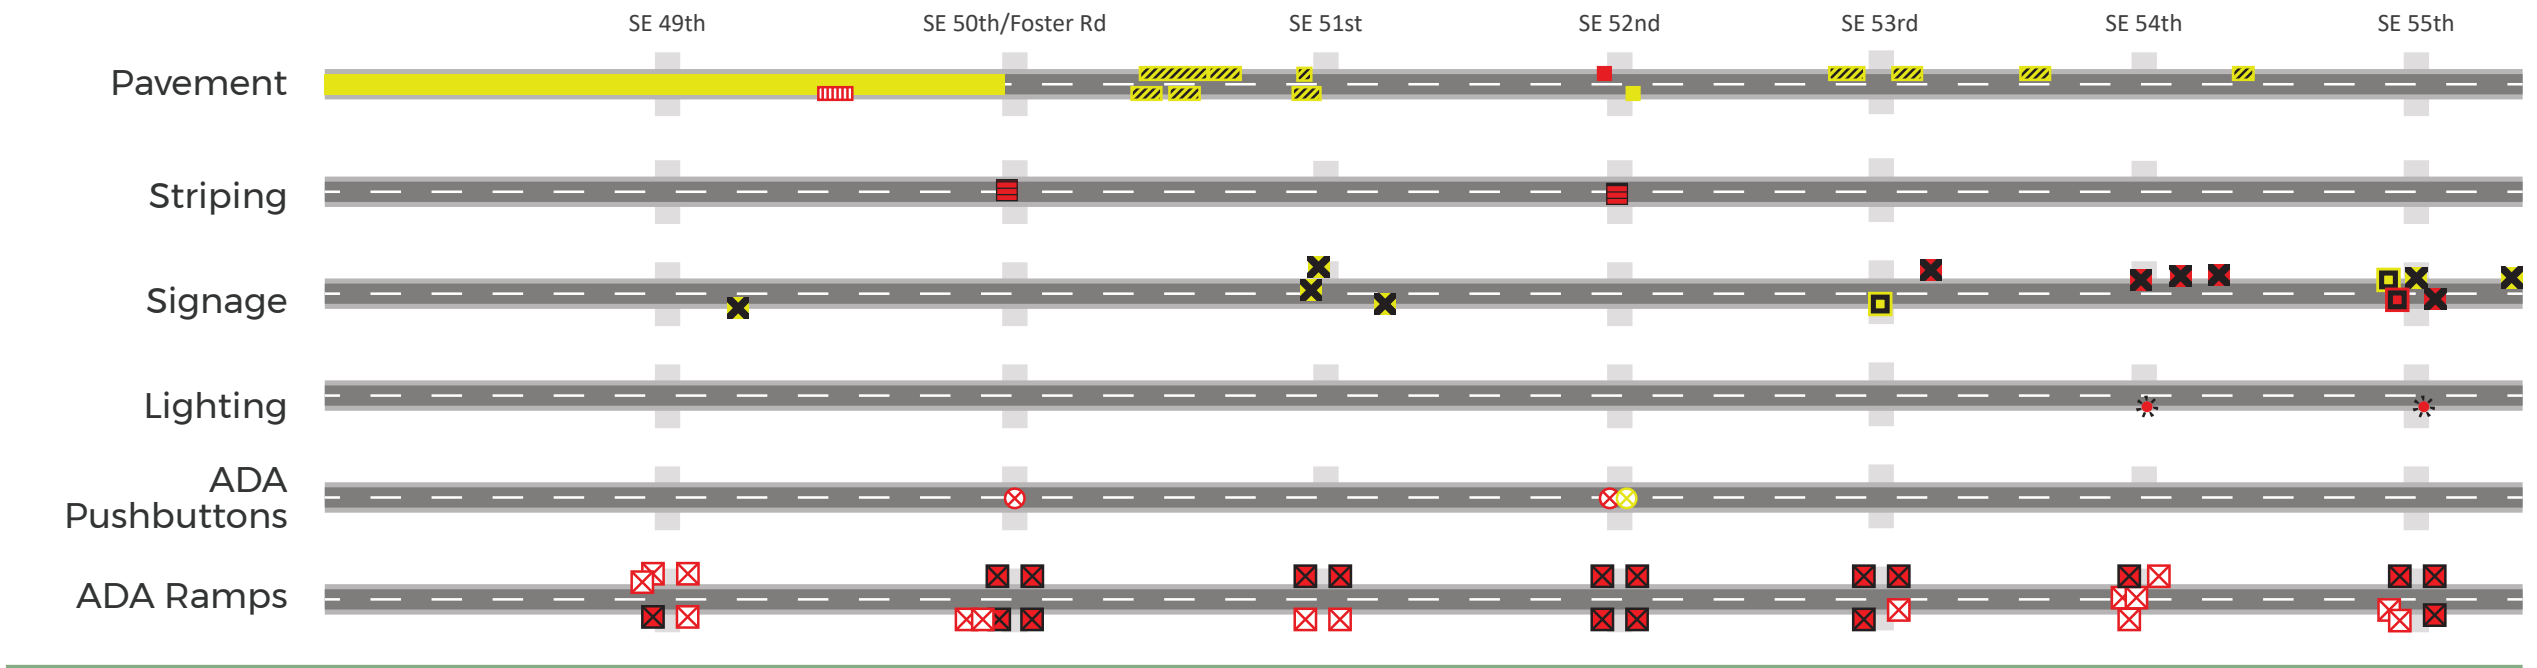 SE 49th SE 50th/Foster Rd SE 51st SE 52nd SE 53rd SE 54th SE 55th
Pavement
Striping
Signage
Lighting
ADA
Pushbuttons
ADA Ramps